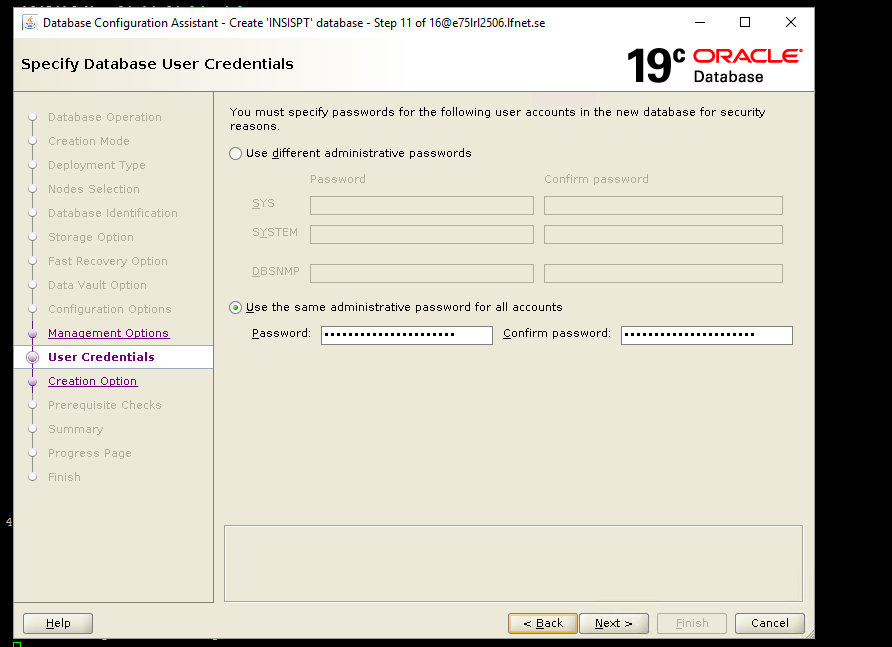 Database Configuration Assistant - Create 'INSISPT' database - Step 11 of 16@e75lrl2506.lfnet.se
Specify Database User Credentials
19c ORACLE
Database
Database Operation
Creation Mode
Deployment Type
Nodes Selection
Database Identification
Storage Option
Fast Recovery Option
Data Vault Option
Configuration Options
Management Options
User Credentials
Creation Option
Prerequisite Checks
Summary
Progress Page
Finish
You must specify passwords for the following user accounts in the new database for security
reasons.
Use different administrative passwords
Password Confirm password
SYS
SYSTEM
DBSNMP
Use the same administrative password for all accounts
Password: Confirm password:
4
Help < Back Next > Finish Cancel